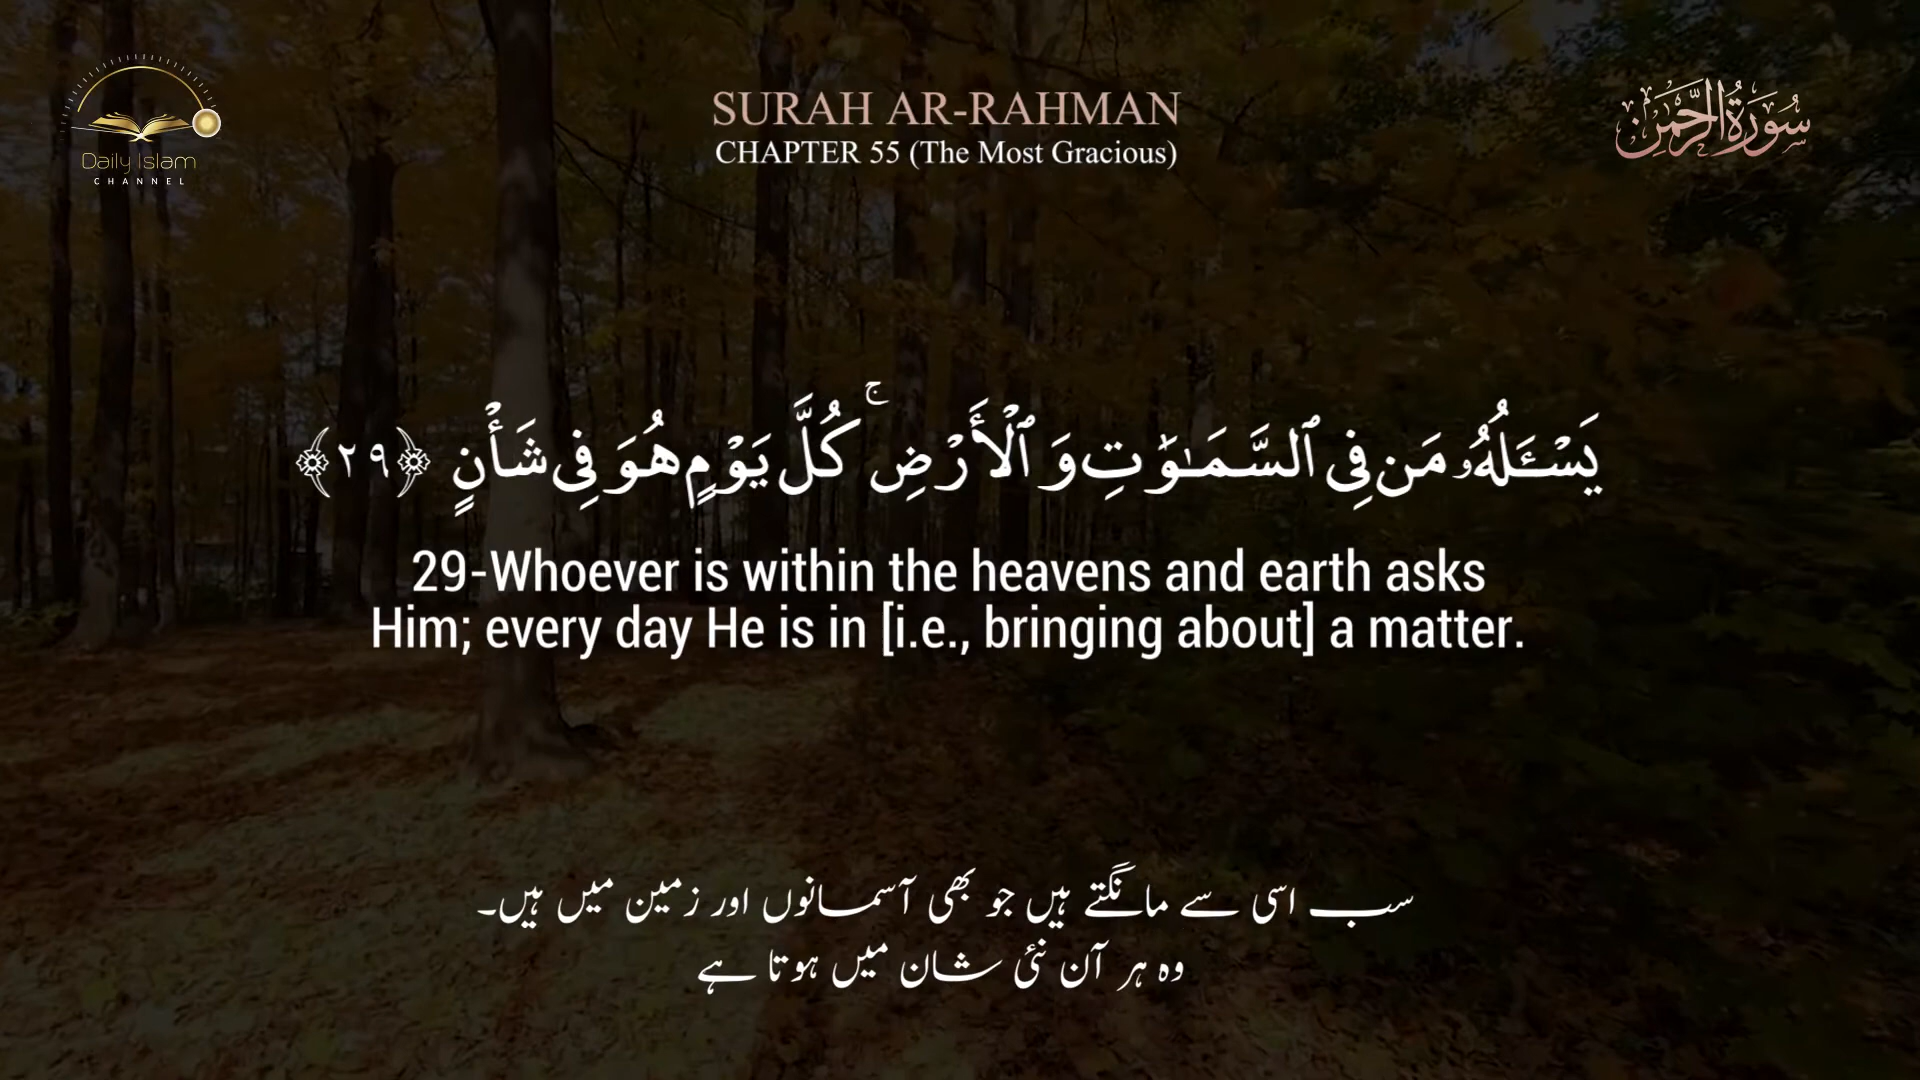 Daily Islam
CHANNEL
SURAH AR-RAHMAN
CHAPTER 55 (The Most Gracious)
سُورَةُ الرَّحْمٰن
يَسْـَٔلُهُۥ مَن فِى ٱلسَّمَـٰوَٰتِ وَٱلْأَرْضِ ۚ كُلَّ يَوْمٍ هُوَ فِى شَأْنٍ ﴿٢٩﴾
29-Whoever is within the heavens and earth asks
Him; every day He is in [i.e., bringing about] a matter.
سب اسی سے مانگتے ہیں جو بھی آسمانوں اور زمین میں ہیں۔
وہ ہر آن نئی شان میں ہوتا ہے